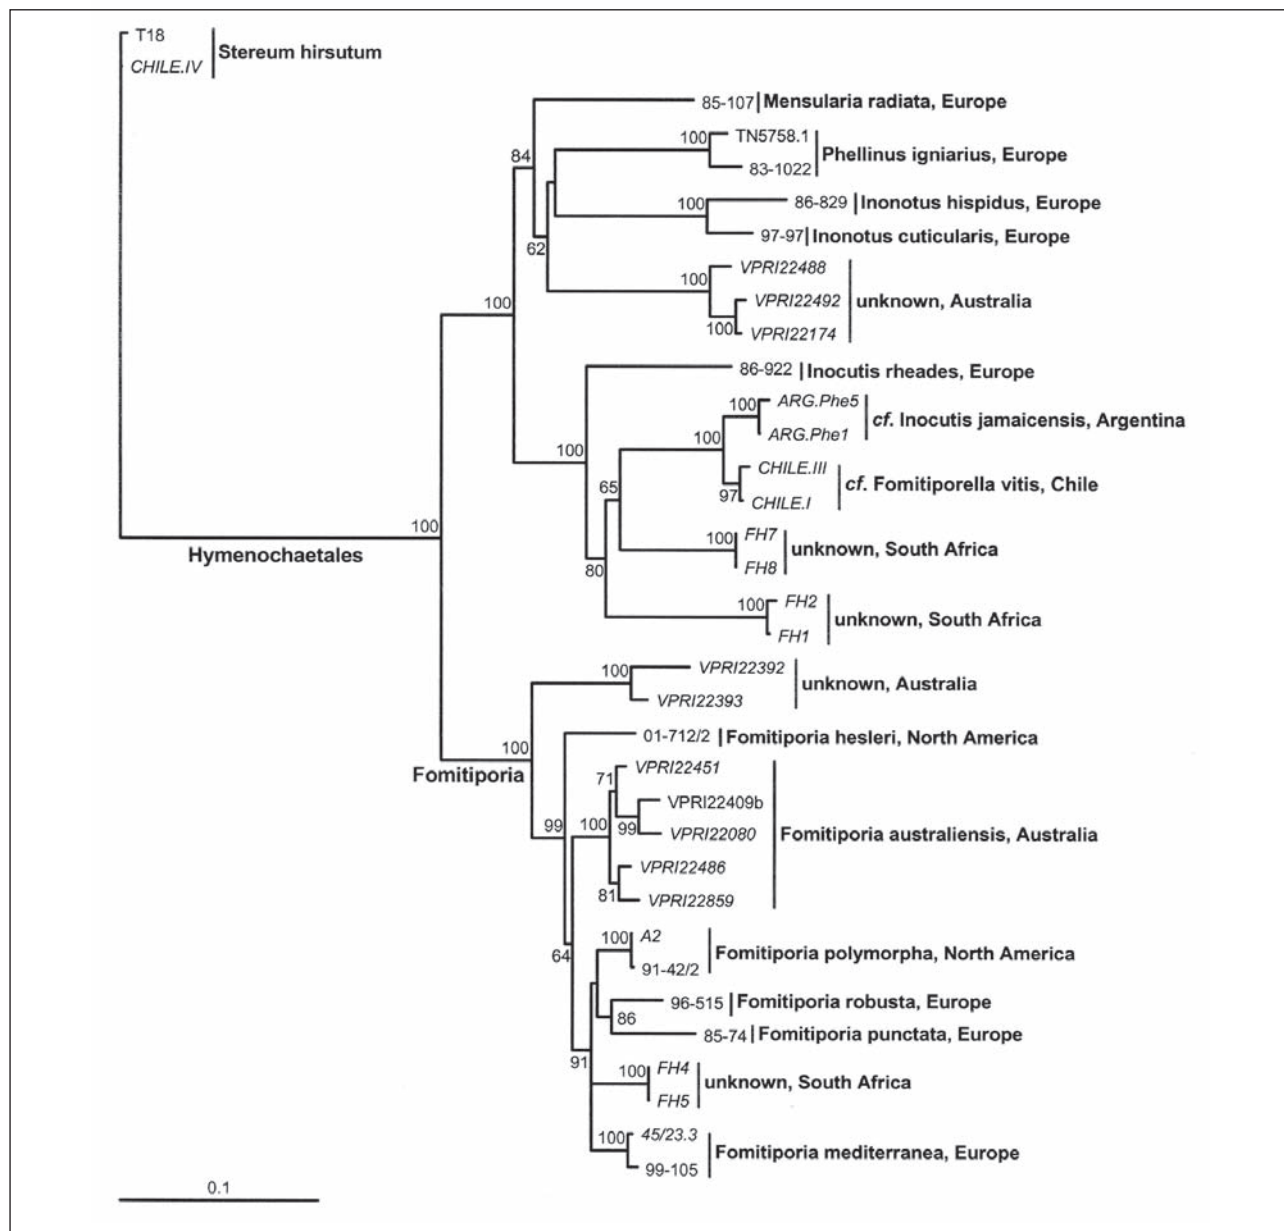 T18
CHILE.IV
Stereum hirsutum
85-107
Mensularia radiata, Europe
84
100
TN5758.1
83-1022
Phellinus igniarius, Europe
100
86-829
Inonotus hispidus, Europe
97-97
Inonotus cuticularis, Europe
62
100
VPRI22488
VPRI22492
100
VPRI22174
unknown, Australia
100
86-922
Inocutis rheades, Europe
100
100
100
ARG.Phe5
ARG.Phe1
cf. Inocutis jamaicensis, Argentina
CHILE.III
97
CHILE.I
cf. Fomitiporella vitis, Chile
65
100
FH7
FH8
unknown, South Africa
80
100
FH2
FH1
unknown, South Africa
100
Hymenochaetales
100
VPRI22392
VPRI22393
unknown, Australia
100
Fomitiporia
01-712/2
Fomitiporia hesleri, North America
99
100
71
VPRI22451
VPRI22409b
99
VPRI22080
VPRI22486
81
VPRI22859
Fomitiporia australiensis, Australia
64
100
A2
91-42/2
Fomitiporia polymorpha, North America
96-515
Fomitiporia robusta, Europe
86
85-74
Fomitiporia punctata, Europe
91
100
FH4
FH5
unknown, South Africa
100
45/23.3
99-105
Fomitiporia mediterranea, Europe
0.1